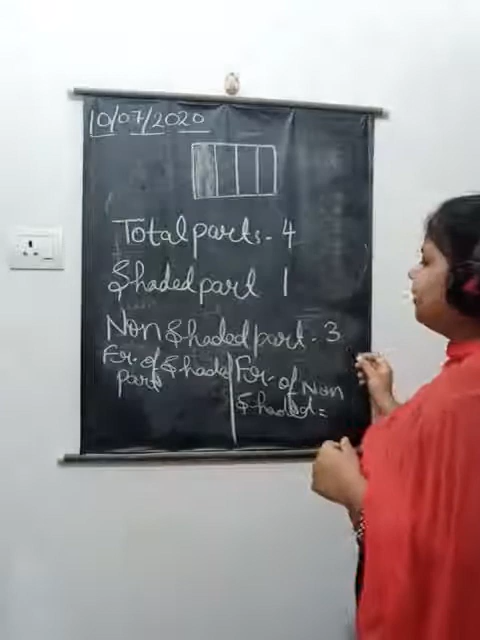 10/07/2020
Total parts. 4
Shaded part 1
Non Shaded part. 3
Fr. of Shaded part
Fr. of Non Shaded =